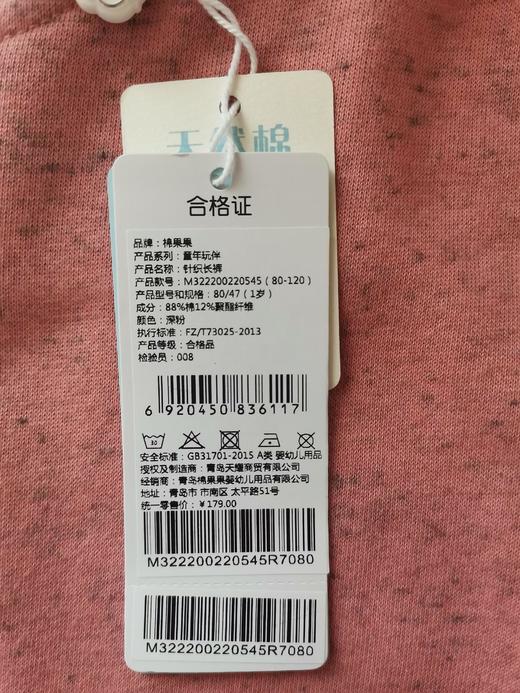 天然棉
合格证
品牌：棉果果
产品系列：童年玩伴
产品名称：针织长裤
产品款号：M322200220545（80-120）
产品型号和规格：80/47（1岁）
成分：88%棉12%聚酯纤维
颜色：深粉
执行标准：FZ/T73025-2013
产品等级：合格品
检验员：008
6 920450 836117
安全标准：GB31701-2015 A类 婴幼儿用品
授权及制造商：青岛天耀商贸有限公司
经销商：青岛棉果果婴幼儿用品有限公司
地址：青岛市 市南区 太平路51号
统一零售价：￥179.00
M322200220545R7080
M322200220545R7080